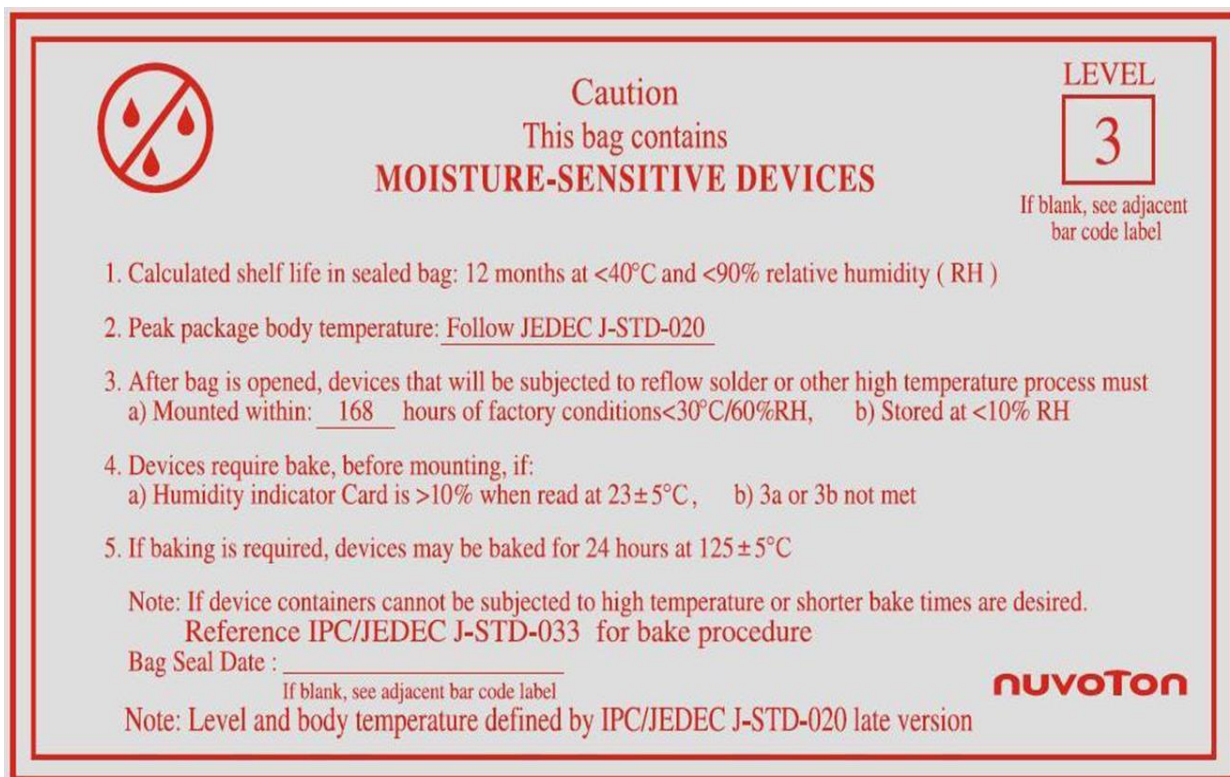 Caution
This bag contains
MOISTURE-SENSITIVE DEVICES
LEVEL
3
If blank, see adjacent
bar code label
1. Calculated shelf life in sealed bag: 12 months at <40°C and <90% relative humidity ( RH )
2. Peak package body temperature: Follow JEDEC J-STD-020
3. After bag is opened, devices that will be subjected to reflow solder or other high temperature process must
a) Mounted within: 168 hours of factory conditions<30°C/60%RH, b) Stored at <10% RH
4. Devices require bake, before mounting, if:
a) Humidity indicator Card is >10% when read at 23±5°C, b) 3a or 3b not met
5. If baking is required, devices may be baked for 24 hours at 125±5°C
Note: If device containers cannot be subjected to high temperature or shorter bake times are desired.
Reference IPC/JEDEC J-STD-033 for bake procedure
Bag Seal Date :
If blank, see adjacent bar code label
nuvoton
Note: Level and body temperature defined by IPC/JEDEC J-STD-020 late version